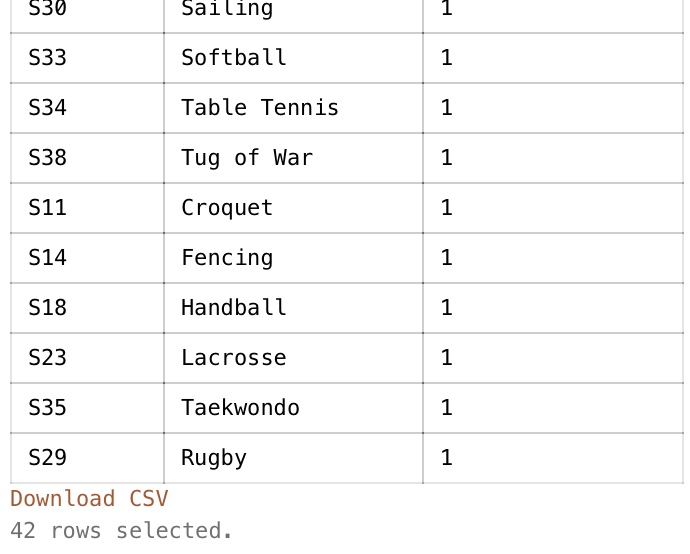 S30 Sailing 1
S33 Softball 1
S34 Table Tennis 1
S38 Tug of War 1
S11 Croquet 1
S14 Fencing 1
S18 Handball 1
S23 Lacrosse 1
S35 Taekwondo 1
S29 Rugby 1
Download CSV
42 rows selected.